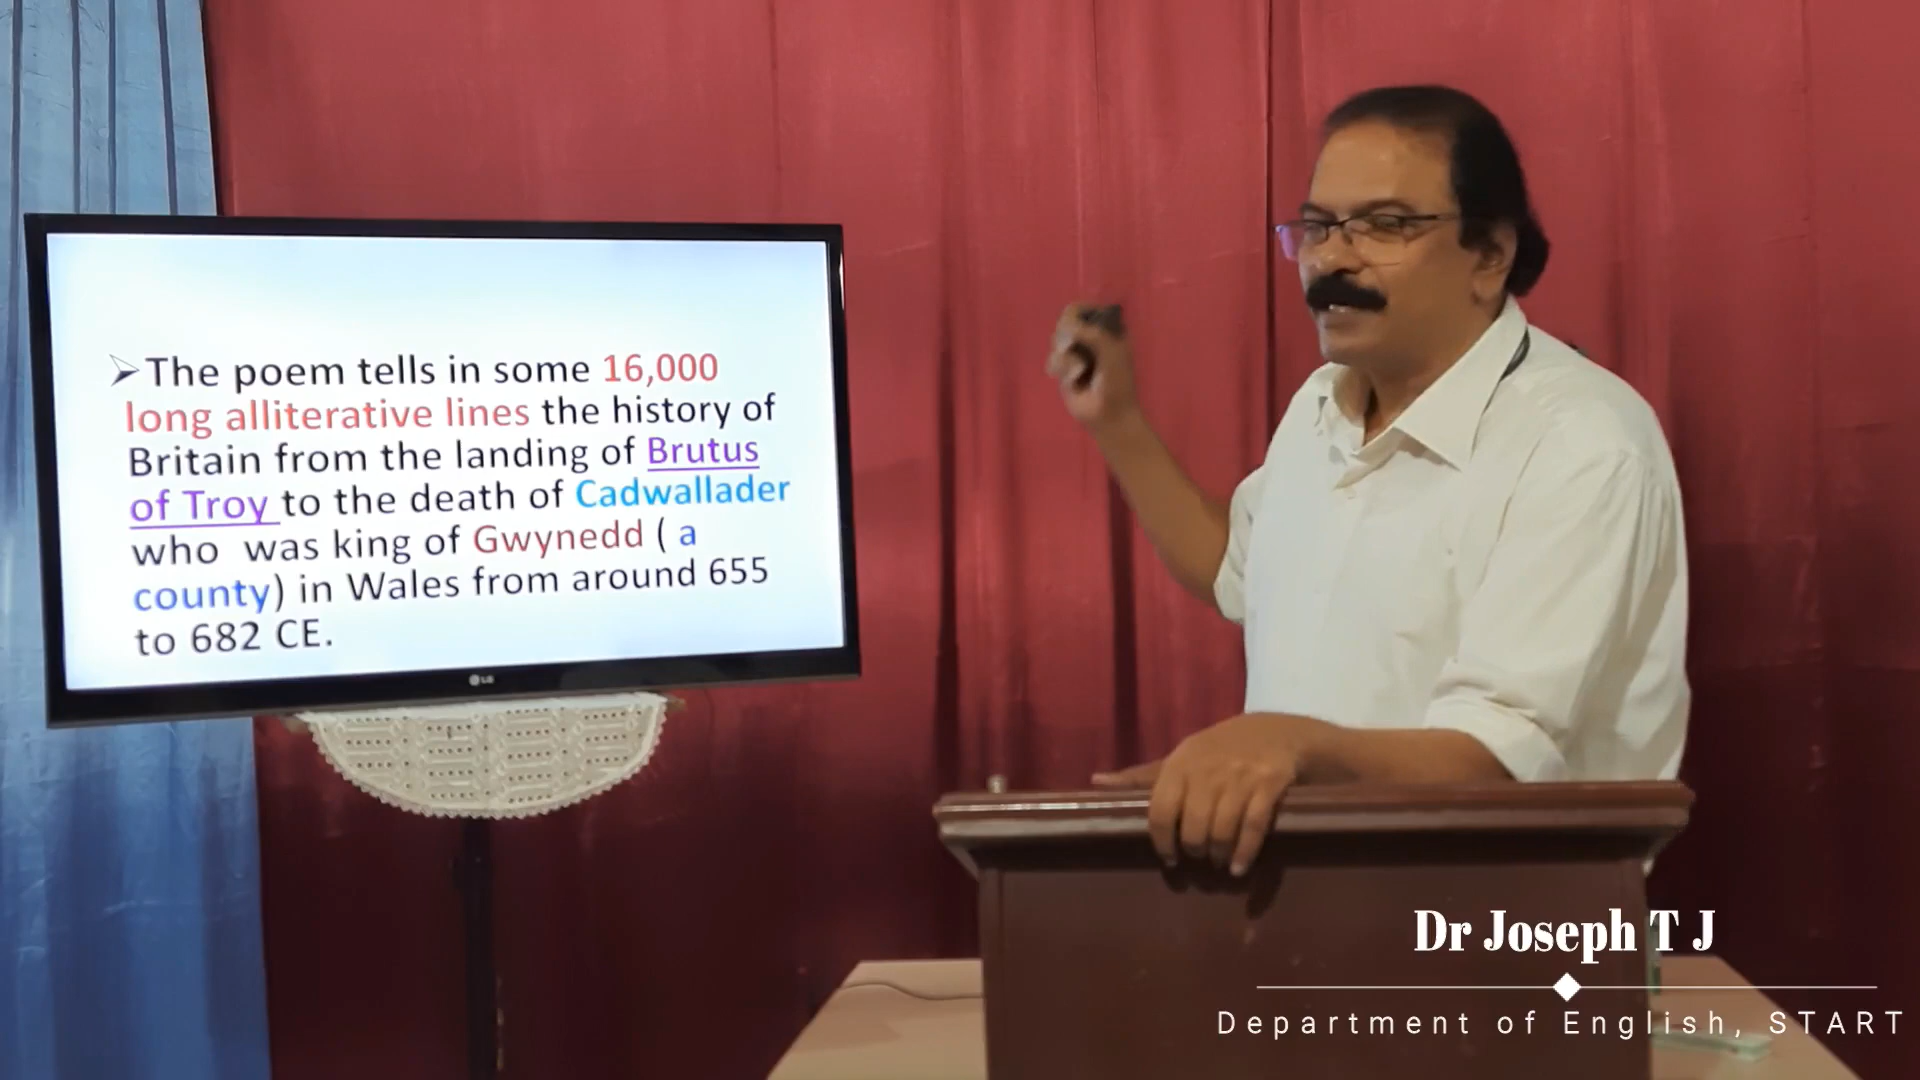 ➢The poem tells in some 16,000
long alliterative lines the history of
Britain from the landing of Brutus
of Troy to the death of Cadwallader
who was king of Gwynedd ( a
county) in Wales from around 655
to 682 CE.
LG
Dr Joseph T J
Department of English, START